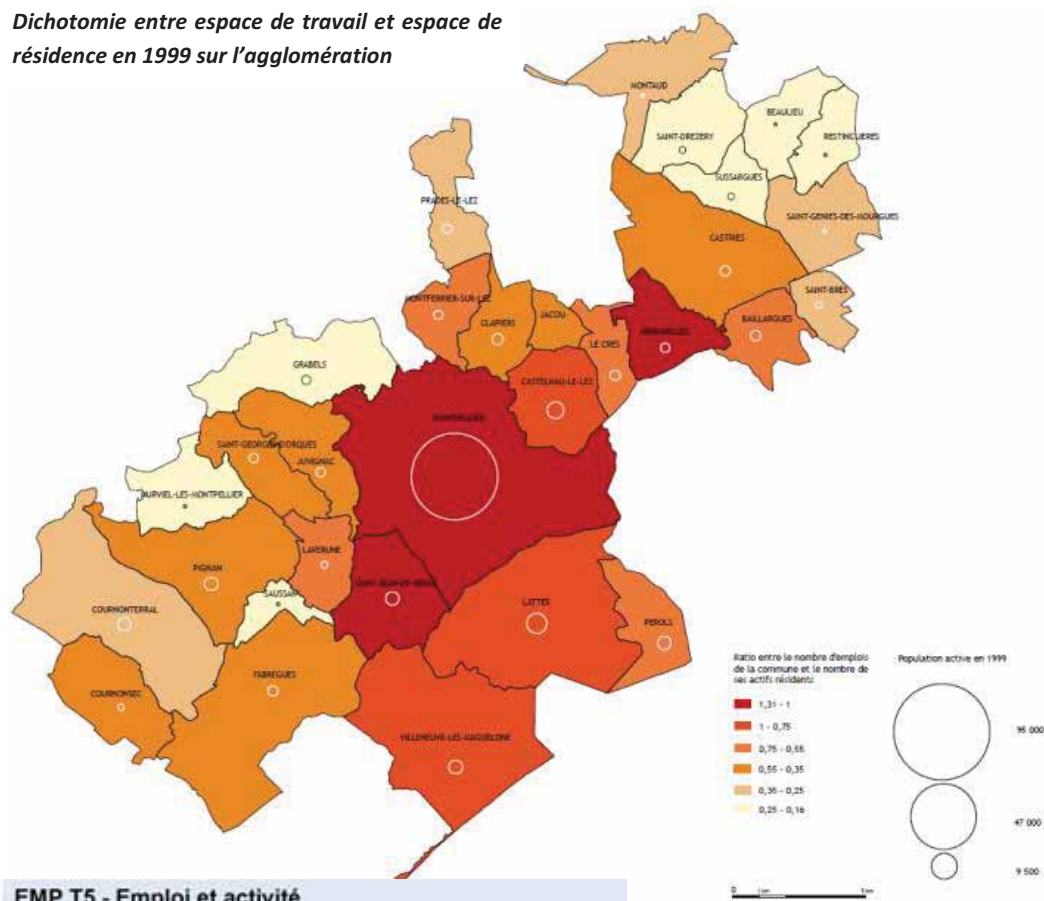 Dichotomie entre espace de travail et espace de
résidence en 1999 sur l’agglomération
MONTAUD
BEAULIEU
SAINT-DREZERY
RESTINCLIERES
SUSSARGUES
PRADES-LE-LEZ
SAINT-GENIES-DES-MOURGUES
CASTRIES
SAINT-BRES
MONTFERRIER-SUR-LEZ
JACOU
BAILLARGUES
CLAPIERS
VENDARGUES
LE CRES
GRABELS
CASTELNAU-LE-LEZ
MONTPELLIER
SAINT-GEORGES-D'ORQUES
JUVIGNAC
MURVIEL-LES-MONTPELLIER
LAVERUNE
PIGNAN
SAINT-JEAN-DE-VEDAS
SAUSSAN
LATTES
COURNONTERRAL
PEROLS
FABREGUES
COURNONSEC
VILLENEUVE-LES-MAGUELONE
Ratio entre le nombre d'emplois
de la commune et le nombre de
ses actifs résidents
1,31 - 1
1 - 0,75
0,75 - 0,55
0,55 - 0,35
0,35 - 0,25
0,25 - 0,16
Population active en 1999
95 000
47 000
9 500
0
EMP T5 - Emploi et activité